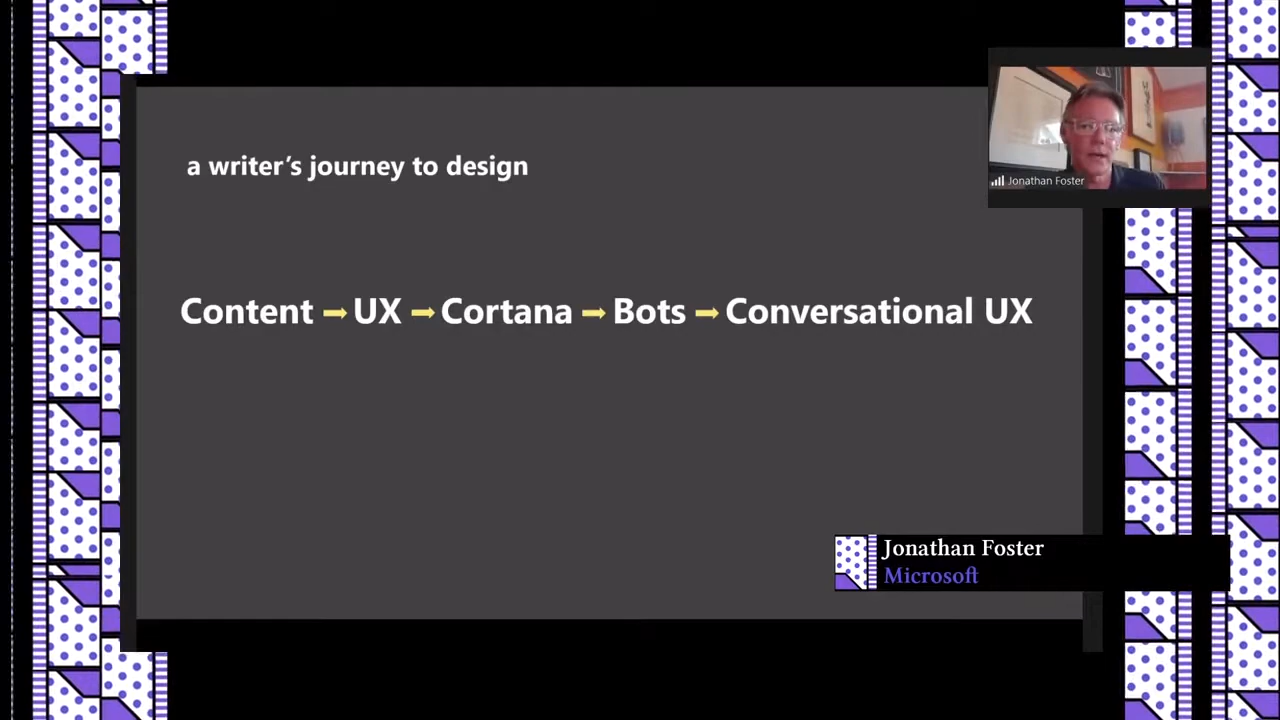 a writer's journey to design
Content ➡ UX ➡ Cortana ➡ Bots ➡ Conversational UX
Jonathan Foster
Jonathan Foster
Microsoft